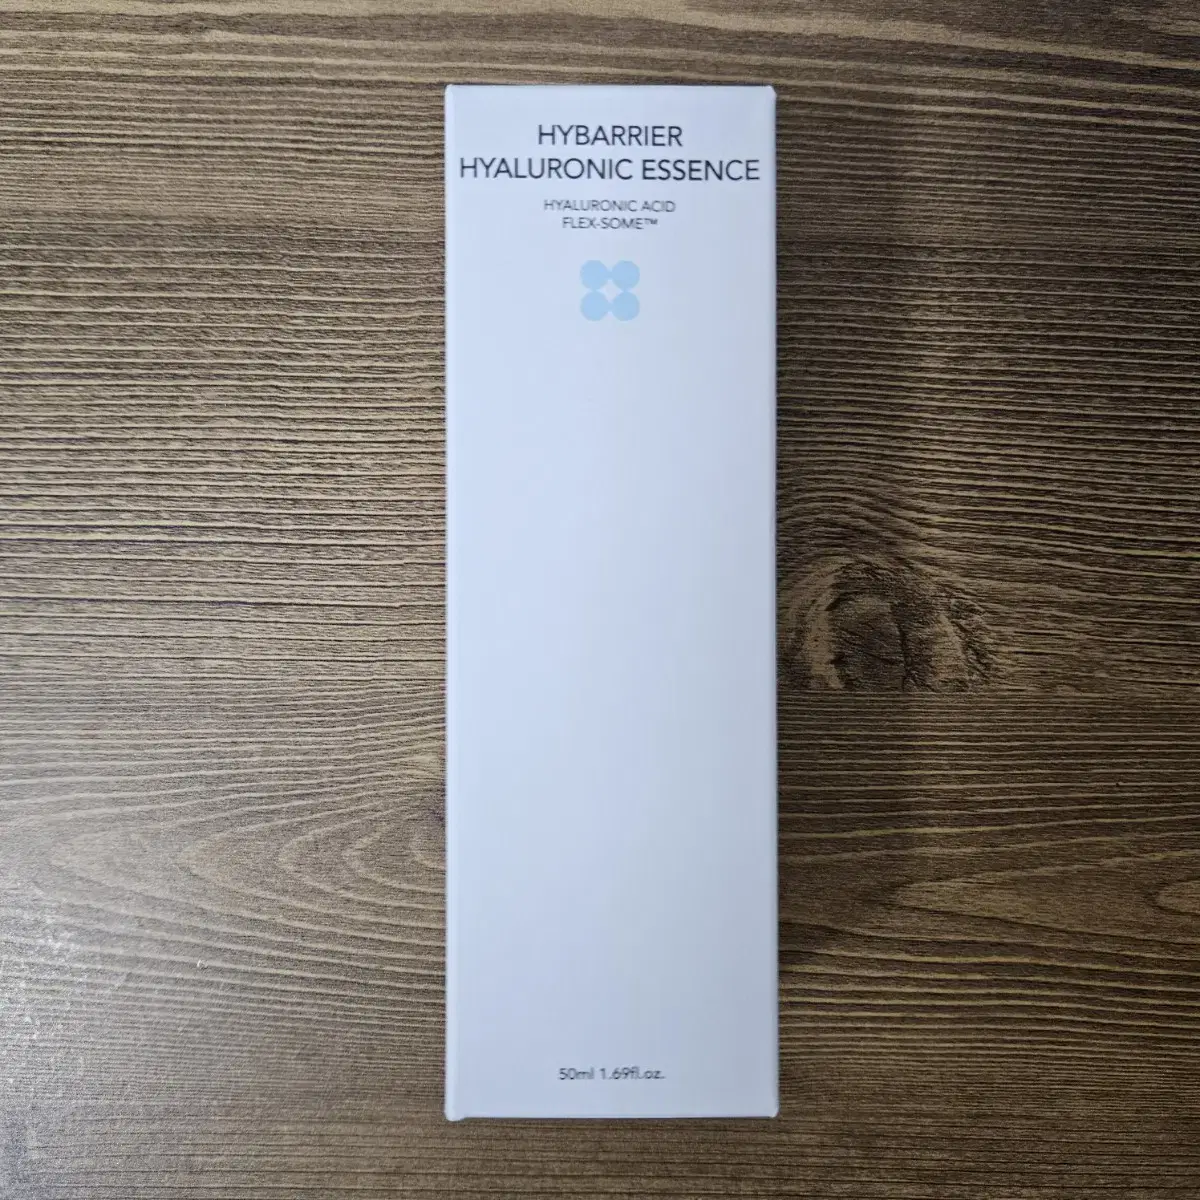 HYBARRIER
HYALURONIC ESSENCE
HYALURONIC ACID
FLEX-SOME™
50ml 1.69fl.oz.